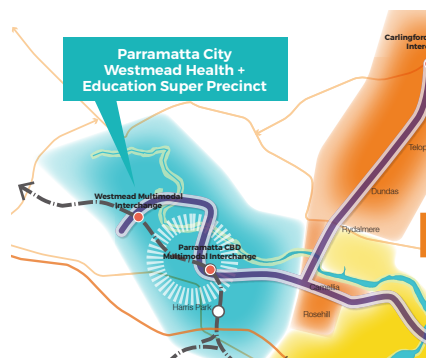 Parramatta City
Westmead Health +
Education Super Precinct
Carlingford
Westmead Multimodal
Interchange
Dundas
Rydalmere
Parramatta CBD
Multimodal Interchange
Camellia
Harris Park
Rosehill